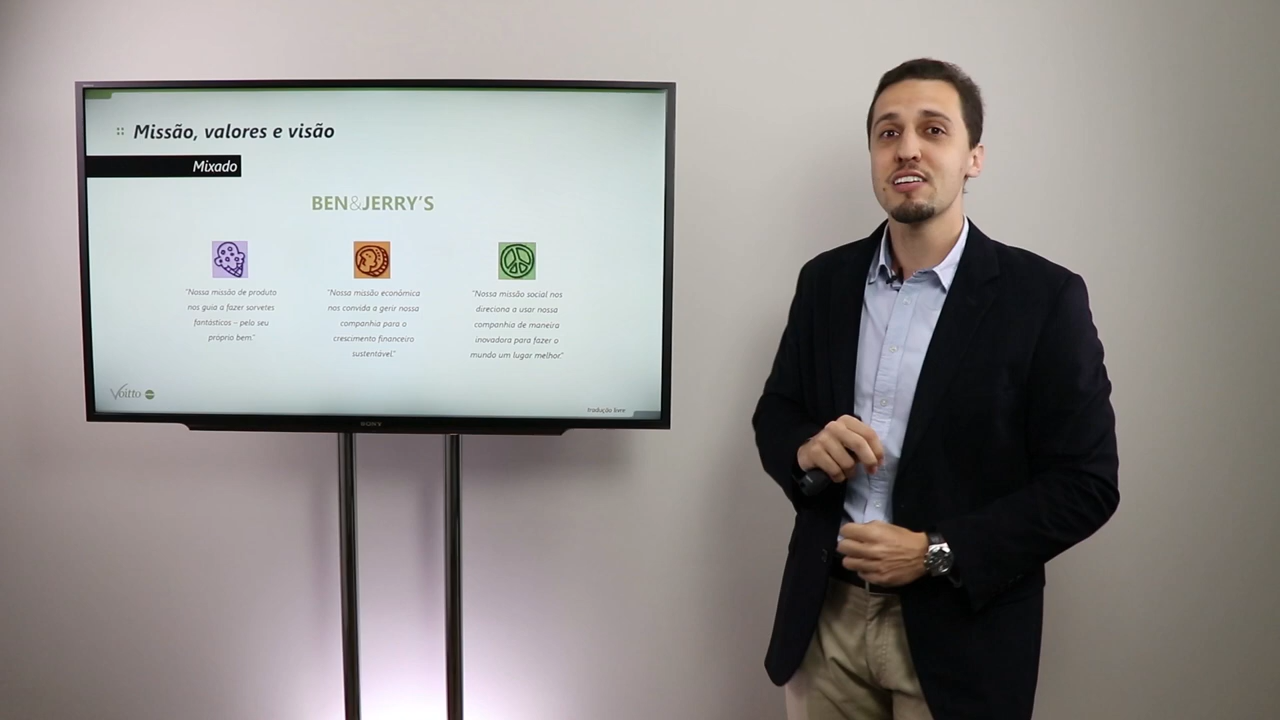 Missão, valores e visão
Mixado
BEN&JERRY'S
"Nossa missão de produto
nos guia a fazer sorvetes
fantásticos – pelo seu
próprio bem."
"Nossa missão econômica
nos convida a gerir nossa
companhia para o
crescimento financeiro
sustentável."
"Nossa missão social nos
direciona a usar nossa
companhia de maneira
inovadora para fazer o
mundo um lugar melhor."
Voitto
tradução livre
SONY